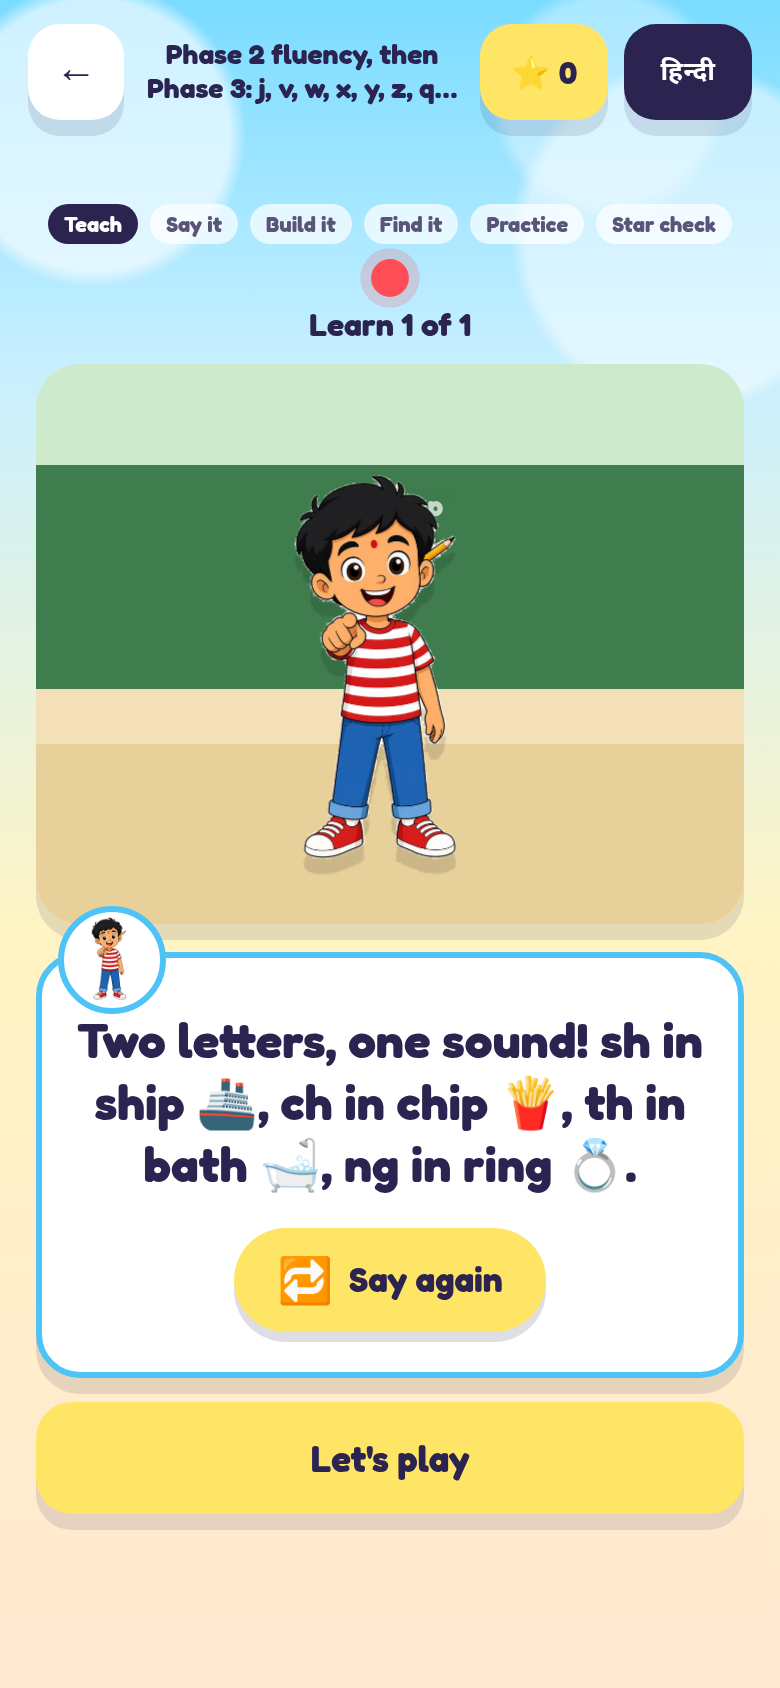 ←
Phase 2 fluency, then
Phase 3: j, v, w, x, y, z, q...
⭐ 0
हिन्दी
Teach
Say it
Build it
Find it
Practice
Star check
Learn 1 of 1
Two letters, one sound! sh in
ship 🚢, ch in chip 🍟, th in
bath 🛁, ng in ring 💍.
🔁 Say again
Let's play